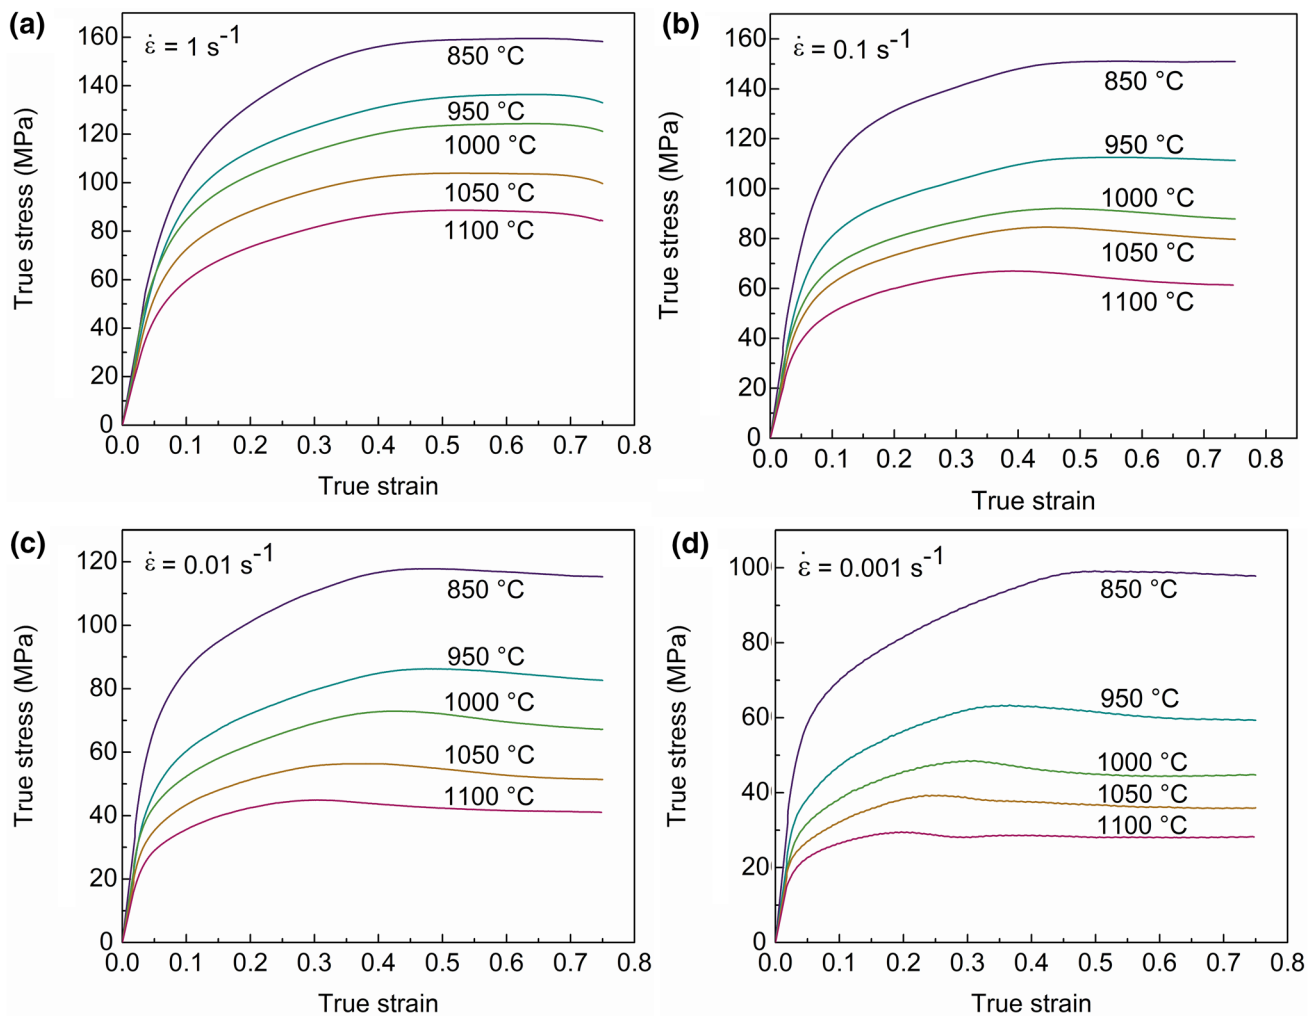 (a)
ε̇ = 1 s-1
160
140
120
100
80
60
40
20
0
850 °C
950 °C
1000 °C
1050 °C
1100 °C
0.0 0.1 0.2 0.3 0.4 0.5 0.6 0.7 0.8
True strain
True stress (MPa)
(b)
ε̇ = 0.1 s-1
160
140
120
100
80
60
40
20
0
850 °C
950 °C
1000 °C
1050 °C
1100 °C
0.0 0.1 0.2 0.3 0.4 0.5 0.6 0.7 0.8
True strain
True stress (MPa)
(c)
ε̇ = 0.01 s-1
120
100
80
60
40
20
0
850 °C
950 °C
1000 °C
1050 °C
1100 °C
0.0 0.1 0.2 0.3 0.4 0.5 0.6 0.7 0.8
True strain
True stress (MPa)
(d)
ε̇ = 0.001 s-1
100
80
60
40
20
0
850 °C
950 °C
1000 °C
1050 °C
1100 °C
0.0 0.1 0.2 0.3 0.4 0.5 0.6 0.7 0.8
True strain
True stress (MPa)